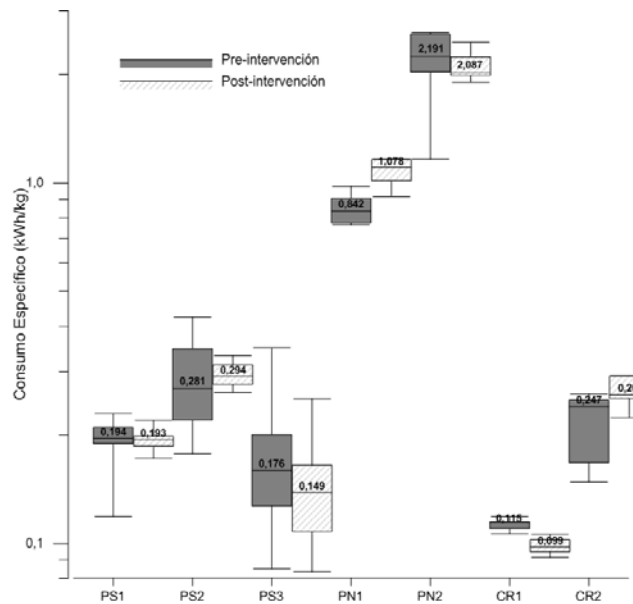 Pre-intervención
Post-intervención
Consumo Específico (kWh/kg)
1,0
0,1
0,194
0,193
0,281
0,294
0,176
0,149
0,842
1,078
2,191
2,087
0,115
0,099
0,247
PS1
PS2
PS3
PN1
PN2
CR1
CR2